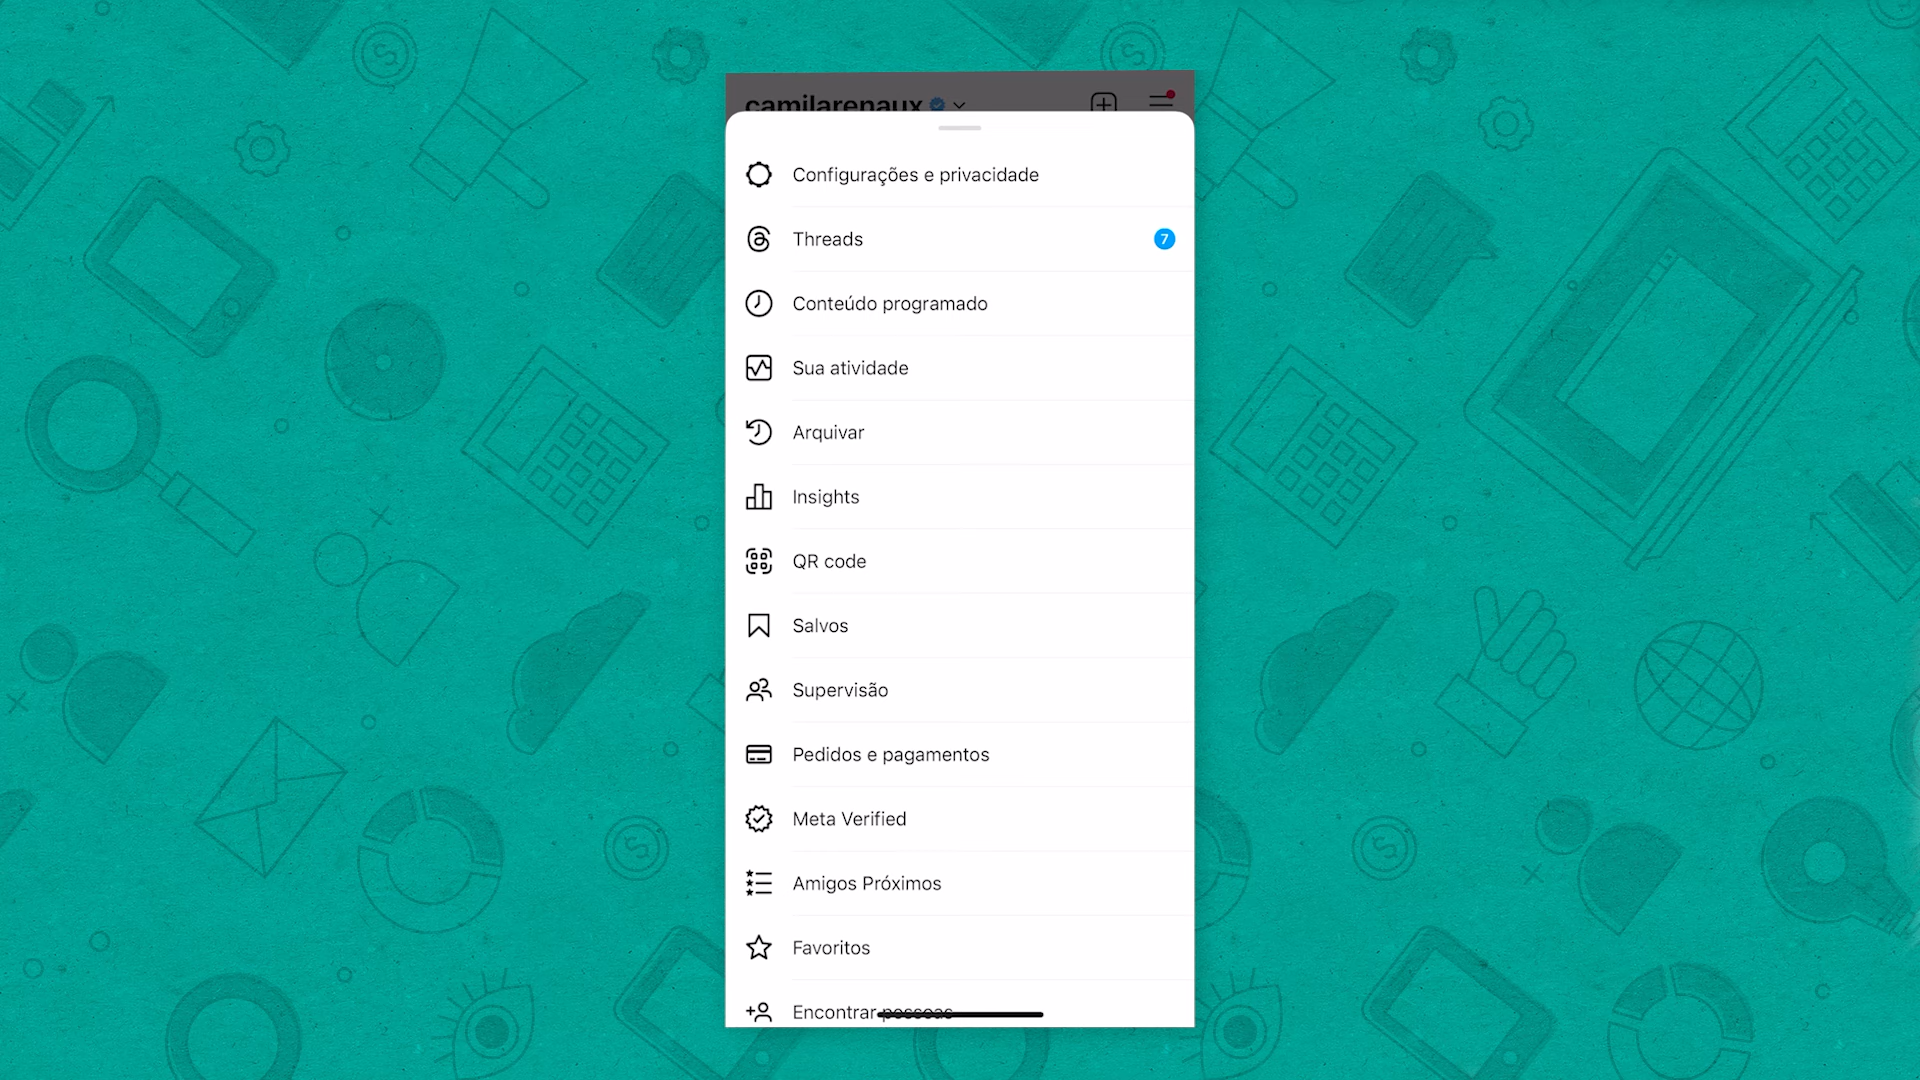 camilarenaux
Configurações e privacidade
Threads
7
Conteúdo programado
Sua atividade
Arquivar
Insights
QR code
Salvos
Supervisão
Pedidos e pagamentos
Meta Verified
Amigos Próximos
Favoritos
Encontrar pessoas